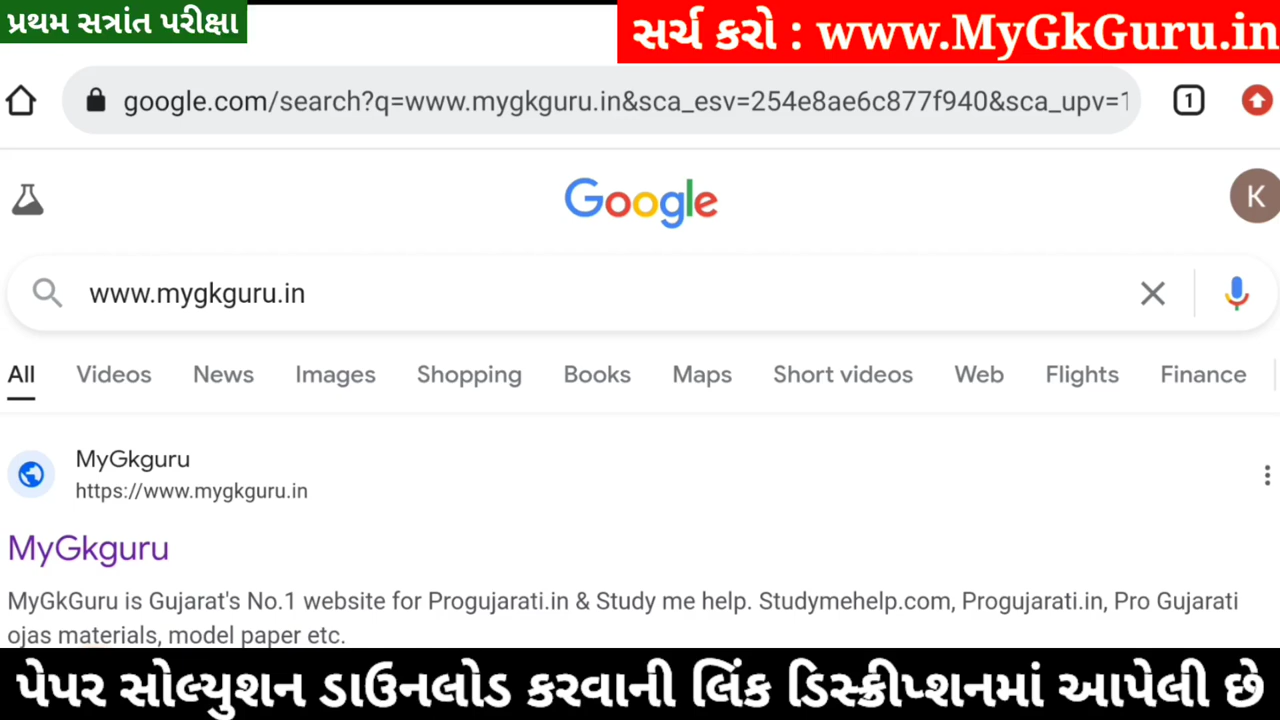 પ્રથમ સત્રાંત પરીક્ષા
સર્ચ કરો : www.MyGkGuru.in
google.com/search?q=www.mygkguru.in&sca_esv=254e8ae6c877f940&sca_upv=1
1
Google
K
www.mygkguru.in
All Videos News Images Shopping Books Maps Short videos Web Flights Finance
MyGkguru
https://www.mygkguru.in
MyGkguru
MyGkGuru is Gujarat's No.1 website for Progujarati.in & Study me help. Studymehelp.com, Progujarati.in, Pro Gujarati
ojas materials, model paper etc.
પેપર સોલ્યુશન ડાઉનલોડ કરવાની લિંક ડિસ્ક્રીપ્શનમાં આપેલી છે